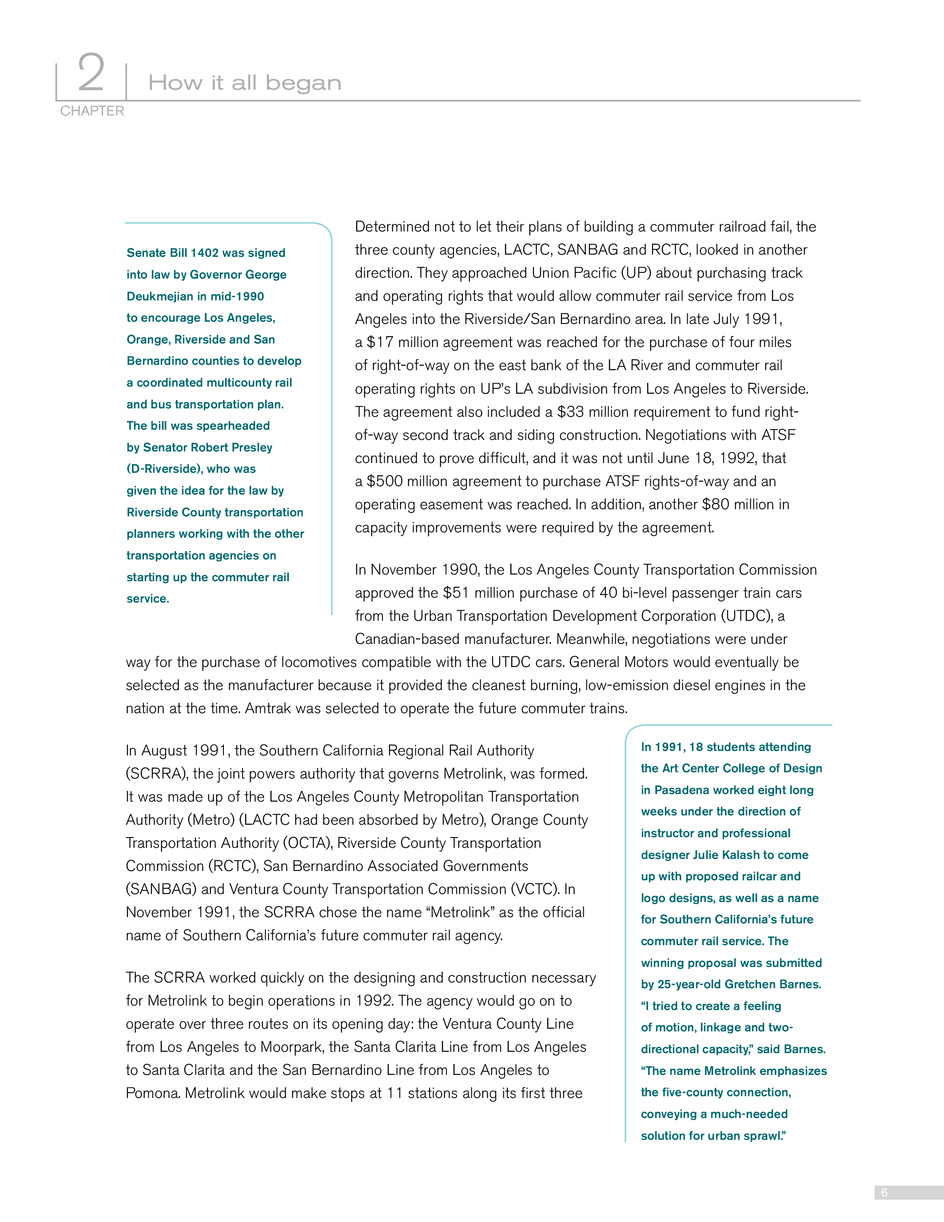 2
CHAPTER
How it all began
Senate Bill 1402 was signed
into law by Governor George
Deukmejian in mid-1990
to encourage Los Angeles,
Orange, Riverside and San
Bernardino counties to develop
a coordinated multicounty rail
and bus transportation plan.
The bill was spearheaded
by Senator Robert Presley
(D-Riverside), who was
given the idea for the law by
Riverside County transportation
planners working with the other
transportation agencies on
starting up the commuter rail
service.
Determined not to let their plans of building a commuter railroad fail, the
three county agencies, LACTC, SANBAG and RCTC, looked in another
direction. They approached Union Pacific (UP) about purchasing track
and operating rights that would allow commuter rail service from Los
Angeles into the Riverside/San Bernardino area. In late July 1991,
a $17 million agreement was reached for the purchase of four miles
of right-of-way on the east bank of the LA River and commuter rail
operating rights on UP's LA subdivision from Los Angeles to Riverside.
The agreement also included a $33 million requirement to fund right-
of-way second track and siding construction. Negotiations with ATSF
continued to prove difficult, and it was not until June 18, 1992, that
a $500 million agreement to purchase ATSF rights-of-way and an
operating easement was reached. In addition, another $80 million in
capacity improvements were required by the agreement.
In November 1990, the Los Angeles County Transportation Commission
approved the $51 million purchase of 40 bi-level passenger train cars
from the Urban Transportation Development Corporation (UTDC), a
Canadian-based manufacturer. Meanwhile, negotiations were under
way for the purchase of locomotives compatible with the UTDC cars. General Motors would eventually be
selected as the manufacturer because it provided the cleanest burning, low-emission diesel engines in the
nation at the time. Amtrak was selected to operate the future commuter trains.
In August 1991, the Southern California Regional Rail Authority
(SCRRA), the joint powers authority that governs Metrolink, was formed.
It was made up of the Los Angeles County Metropolitan Transportation
Authority (Metro) (LACTC had been absorbed by Metro), Orange County
Transportation Authority (OCTA), Riverside County Transportation
Commission (RCTC), San Bernardino Associated Governments
(SANBAG) and Ventura County Transportation Commission (VCTC). In
November 1991, the SCRRA chose the name “Metrolink” as the official
name of Southern California’s future commuter rail agency.
The SCRRA worked quickly on the designing and construction necessary
for Metrolink to begin operations in 1992. The agency would go on to
operate over three routes on its opening day: the Ventura County Line
from Los Angeles to Moorpark, the Santa Clarita Line from Los Angeles
to Santa Clarita and the San Bernardino Line from Los Angeles to
Pomona. Metrolink would make stops at 11 stations along its first three
In 1991, 18 students attending
the Art Center College of Design
in Pasadena worked eight long
weeks under the direction of
instructor and professional
designer Julie Kalash to come
up with proposed railcar and
logo designs, as well as a name
for Southern California’s future
commuter rail service. The
winning proposal was submitted
by 25-year-old Gretchen Barnes.
“I tried to create a feeling
of motion, linkage and two-
directional capacity,” said Barnes.
“The name Metrolink emphasizes
the five-county connection,
conveying a much-needed
solution for urban sprawl.”
6